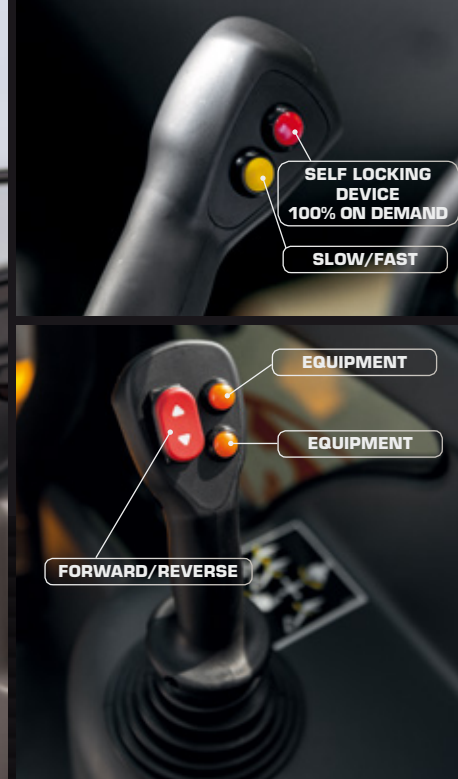 SELF LOCKING
DEVICE
100% ON DEMAND
SLOW/FAST
EQUIPMENT
EQUIPMENT
FORWARD/REVERSE